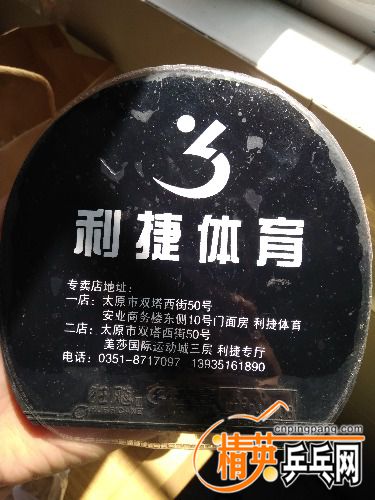 利捷体育
专卖店地址:
一店: 太原市双塔西街50号
安业商务楼东侧10号门面房 利捷体育
二店: 太原市双塔西街50号
美莎国际运动城三层 利捷专厅
电话: 0351-8717097 13935161890
狂飚
HURRICANE
cnpingpang.com
精英乒乓网